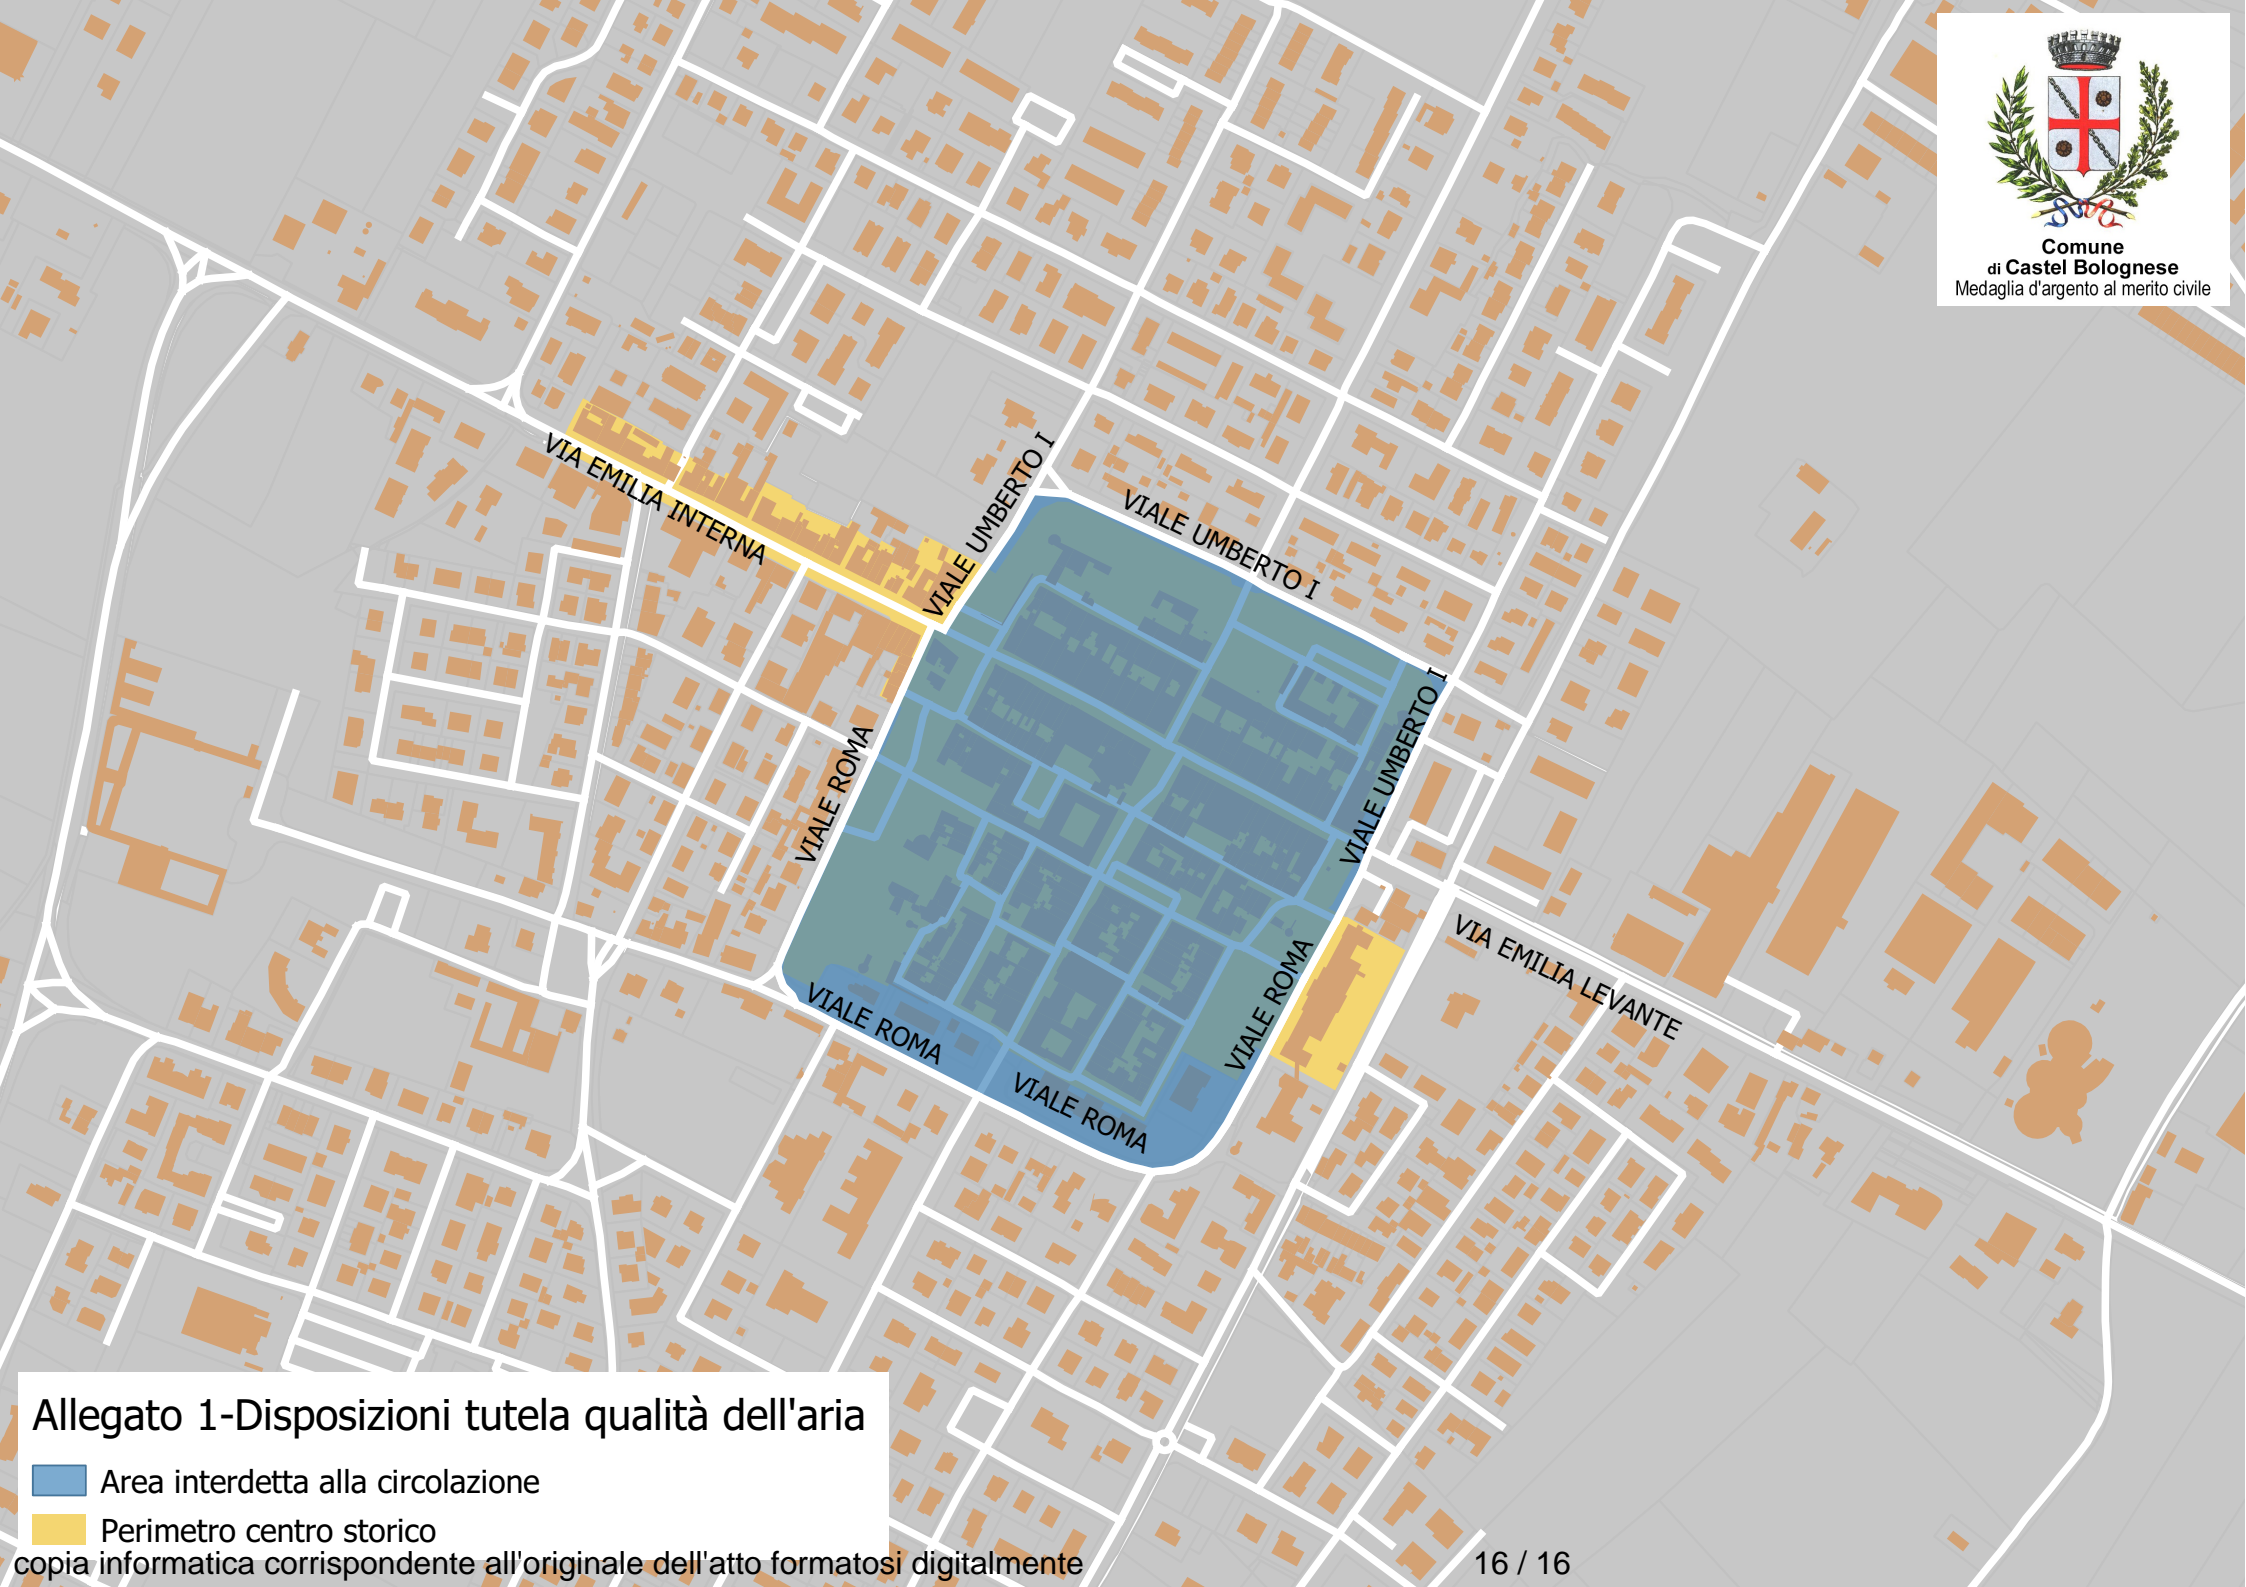 Comune
di Castel Bolognese
Medaglia d'argento al merito civile
VIA EMILIA INTERNA
VIALE UMBERTO I
VIALE UMBERTO I
VIALE UMBERTO I
VIALE ROMA
VIALE ROMA
VIALE ROMA
VIALE ROMA
VIA EMILIA LEVANTE
Allegato 1-Disposizioni tutela qualità dell'aria
Area interdetta alla circolazione
Perimetro centro storico
copia informatica corrispondente all'originale dell'atto formatosi digitalmente
16 / 16